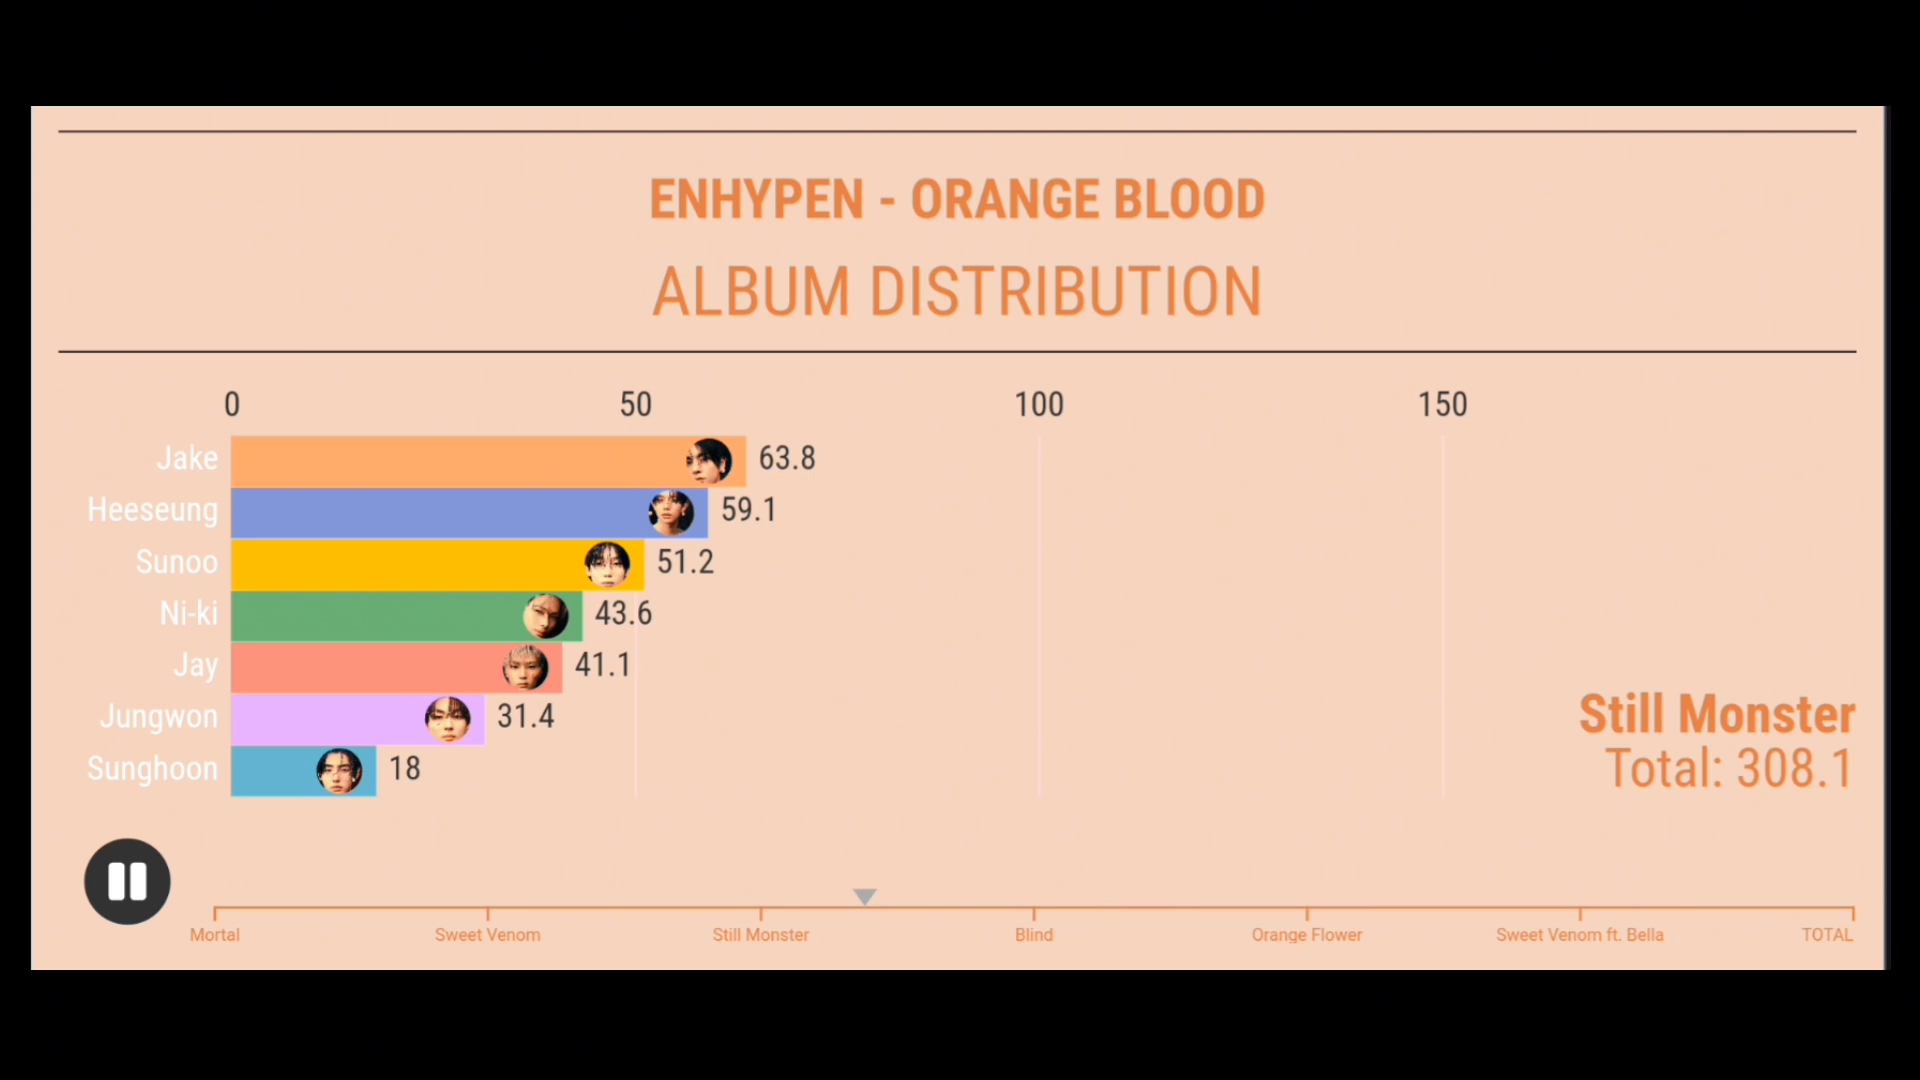 ENHYPEN - ORANGE BLOOD
ALBUM DISTRIBUTION
0 50 100 150
Jake 63.8
Heeseung 59.1
Sunoo 51.2
Ni-ki 43.6
Jay 41.1
Jungwon 31.4
Sunghoon 18
Still Monster
Total: 308.1
Mortal Sweet Venom Still Monster Blind Orange Flower Sweet Venom ft. Bella TOTAL